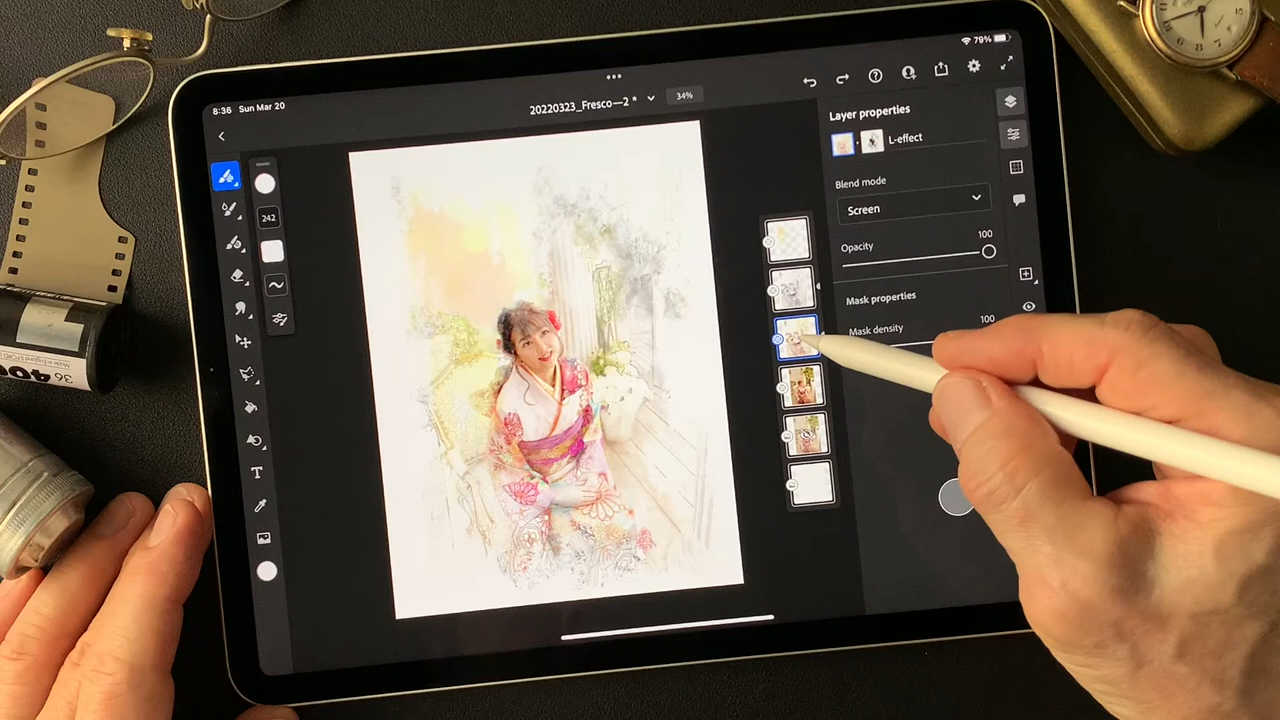 8:36 Sun Mar 20
79%
20220323_Fresco—2 *
34%
Layer properties
L-effect
Blend mode
Screen
Opacity
100
Mask properties
Mask density
100
242
T
36
400